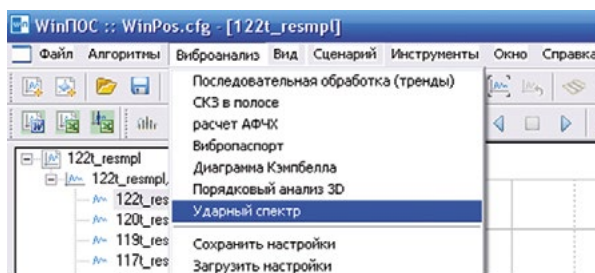 WinПОС :: WinPos.cfg - [122t_resmpl]
Файл Алгоритмы Виброанализ Вид Сценарий Инструменты Окно Справка
Последовательная обработка (тренды)
СКЗ в полосе
расчет АФЧХ
Вибропаспорт
Диаграмма Кэмпбелла
Порядковый анализ 3D
Ударный спектр
Сохранить настройки
Загрузить настройки
122t_resmpl
122t_resmpl,
122t_res
120t_res
119t_res
117t_res